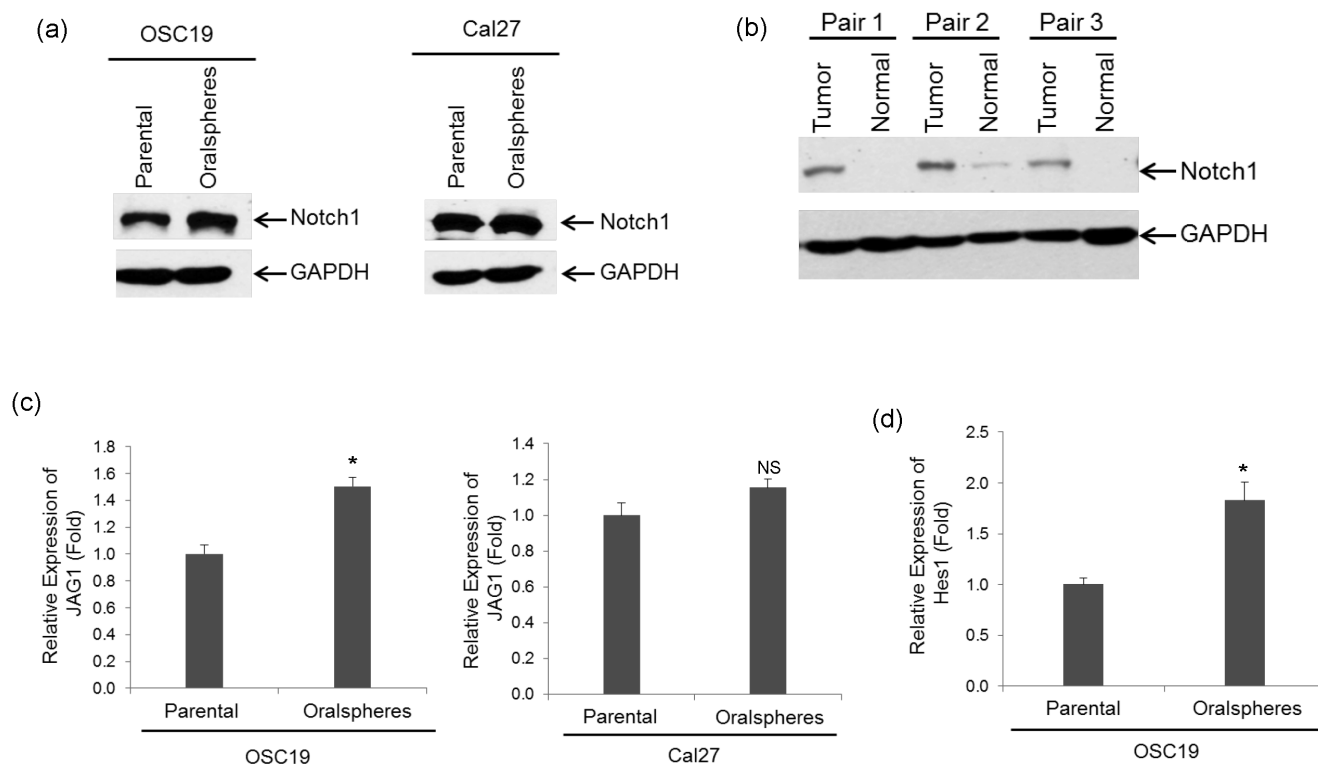 (a)
OSC19
Cal27
Parental
Oralspheres
Parental
Oralspheres
Notch1
GAPDH
Notch1
GAPDH
(b)
Pair 1
Pair 2
Pair 3
Tumor
Normal
Tumor
Normal
Tumor
Normal
Notch1
GAPDH
(c)
Relative Expression of
JAG1 (Fold)
1.8
1.6
1.4
1.2
1.0
0.8
0.6
0.4
0.2
0.0
*
Parental
Oralspheres
OSC19
Relative Expression of
JAG1 (Fold)
1.4
1.2
1.0
0.8
0.6
0.4
0.2
0.0
NS
Parental
Oralspheres
Cal27
(d)
Relative Expression of
Hes1 (Fold)
2.5
2.0
1.5
1.0
0.5
0.0
*
Parental
Oralspheres
OSC19